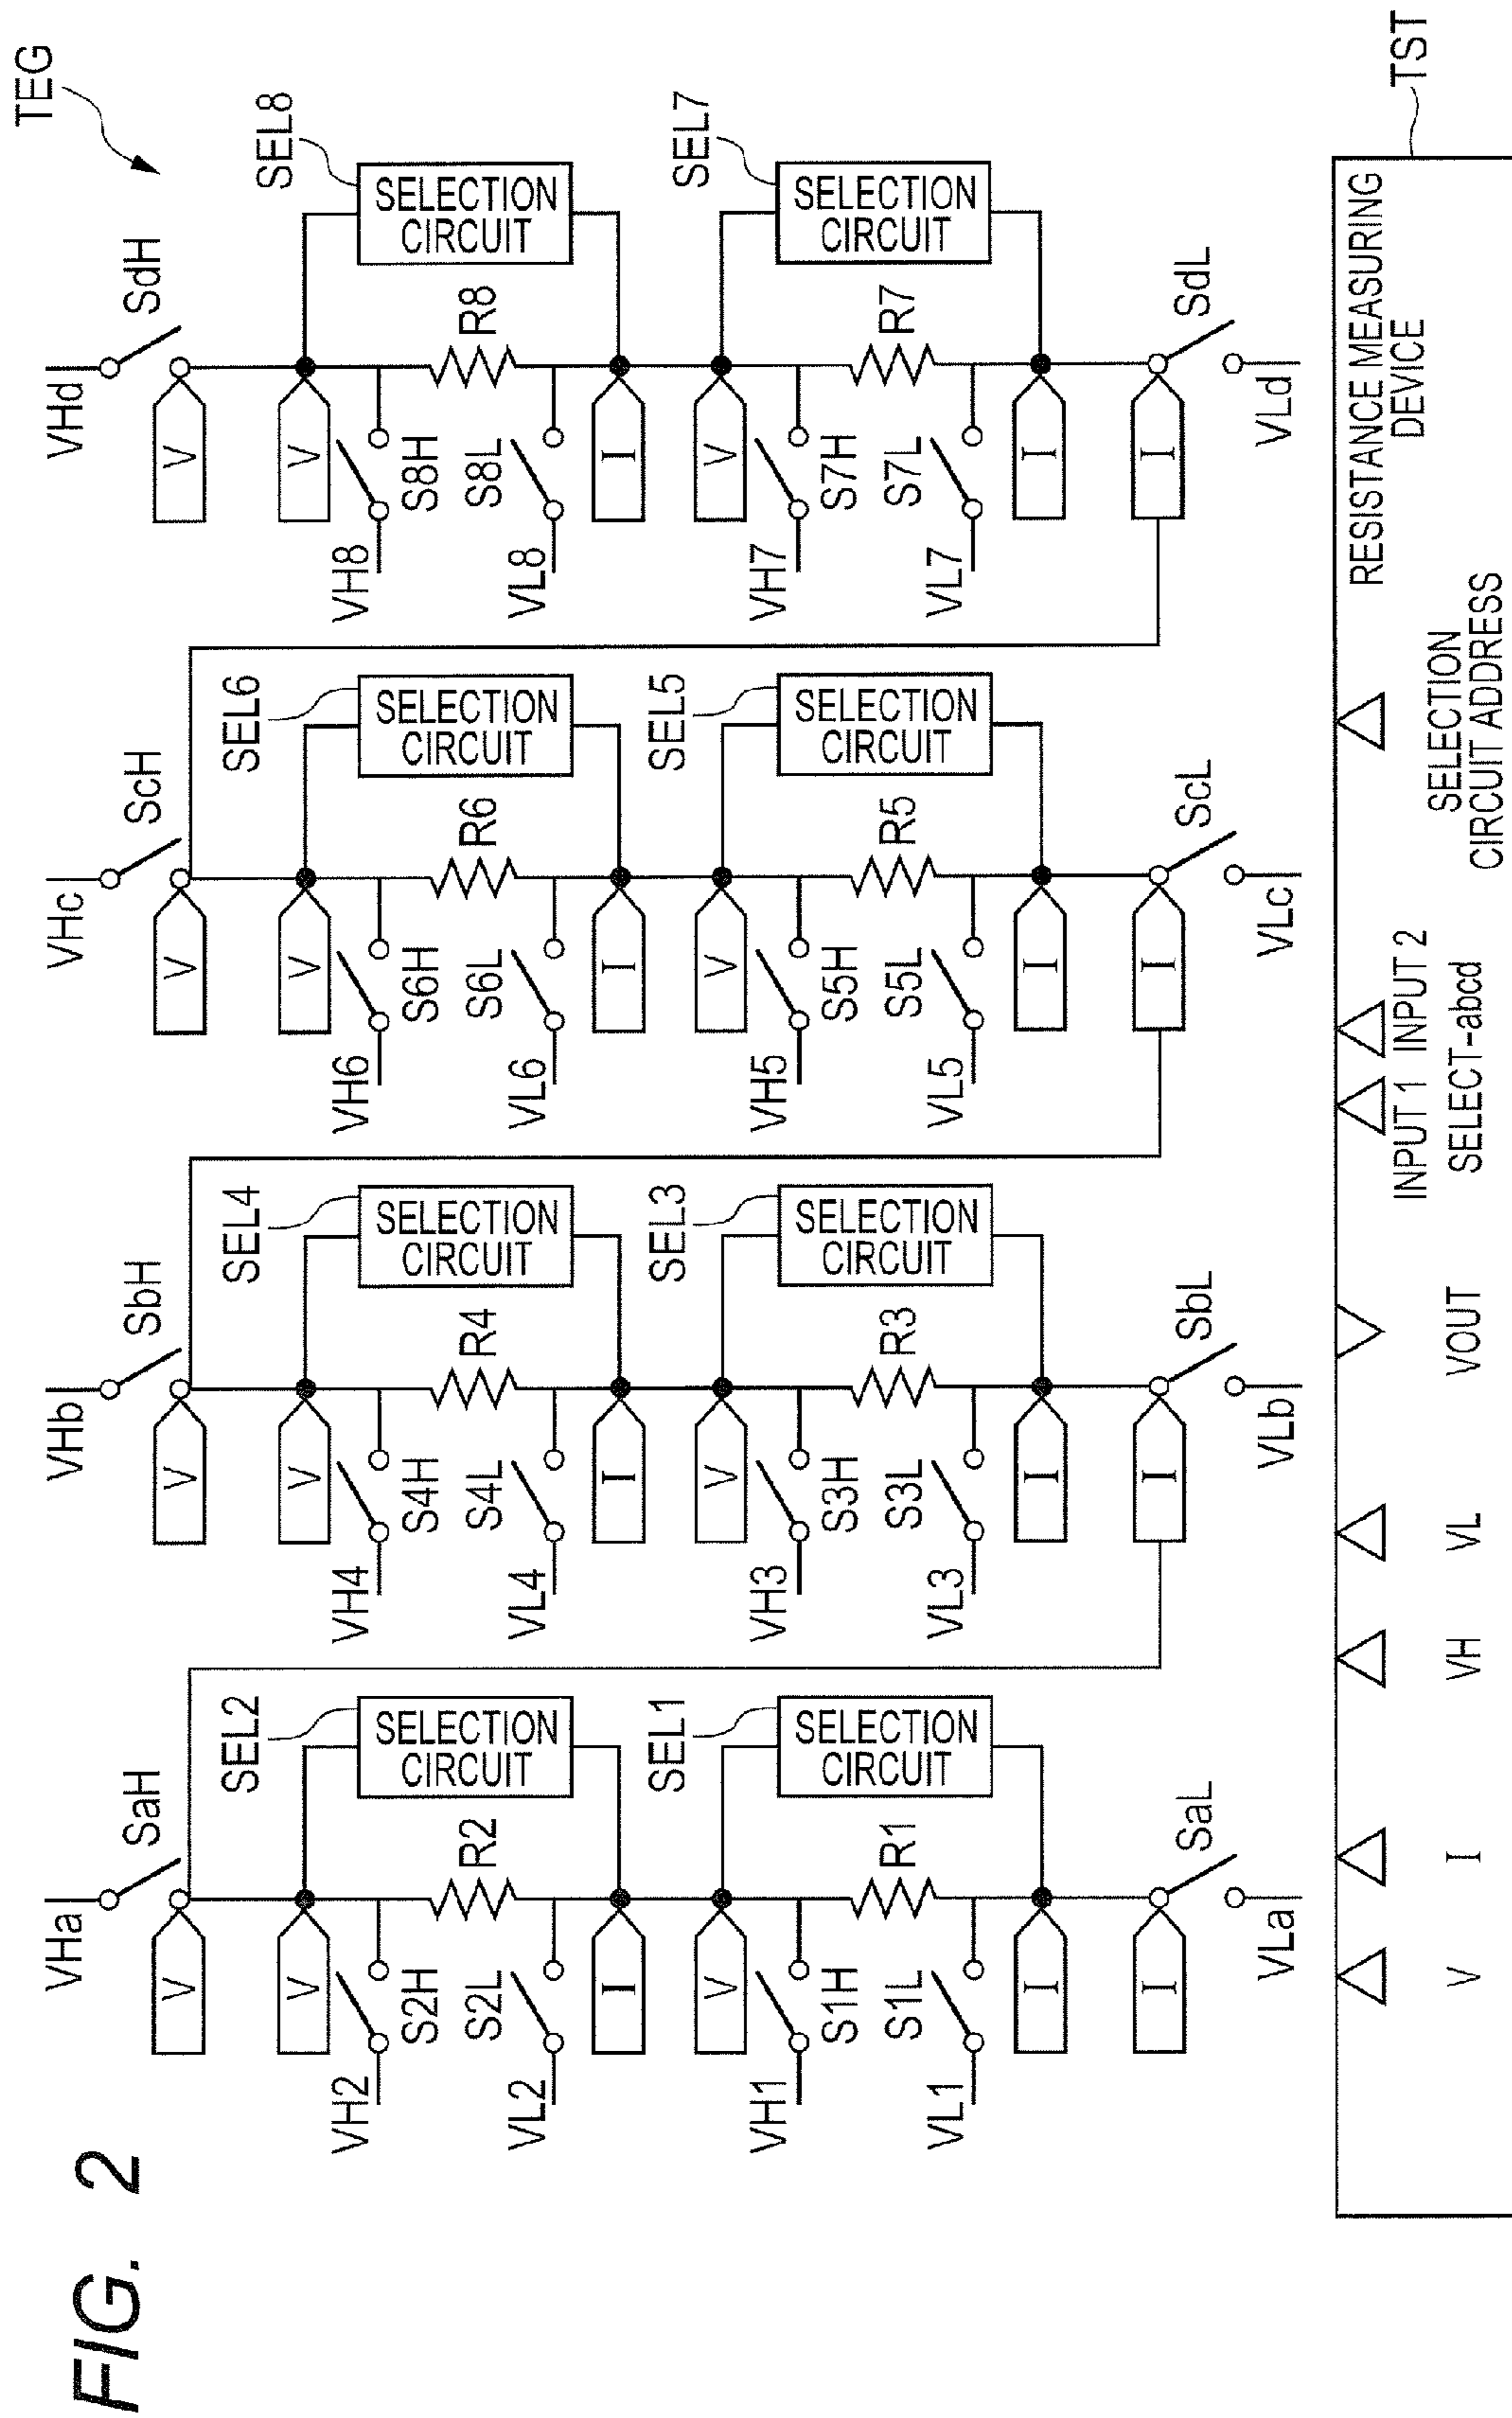 FIG. 2
TEG
VHa
SaH
VHb
SbH
VHc
ScH
VHd
SdH
V
V
V
V
SEL2
SEL4
SEL6
SEL8
V
V
V
V
SELECTION
CIRCUIT
SELECTION
CIRCUIT
SELECTION
CIRCUIT
SELECTION
CIRCUIT
VH2
S2H
R2
VH4
S4H
R4
VH6
S6H
R6
VH8
S8H
R8
VL2
S2L
VL4
S4L
VL6
S6L
VL8
S8L
I
I
I
I
SEL1
SEL3
SEL5
SEL7
V
V
V
V
SELECTION
CIRCUIT
SELECTION
CIRCUIT
SELECTION
CIRCUIT
SELECTION
CIRCUIT
VH1
S1H
R1
VH3
S3H
R3
VH5
S5H
R5
VH7
S7H
R7
VL1
S1L
VL3
S3L
VL5
S5L
VL7
S7L
I
I
I
I
I
I
I
I
SaL
SbL
ScL
SdL
VLa
VLb
VLc
VLd
RESISTANCE MEASURING
DEVICE
TST
V
I
VH
VL
VOUT
INPUT 1 INPUT 2
SELECT-abcd
SELECTION
CIRCUIT ADDRESS